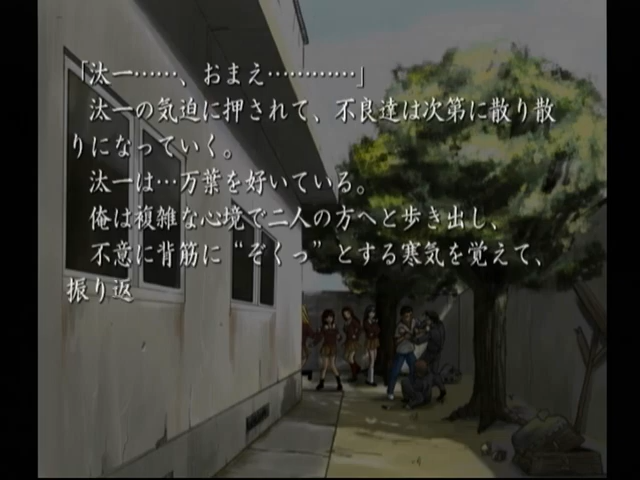 「汰一……、おまえ…………」
汰一の気迫に押されて、不良達は次第に散り散
りになっていく。
汰一は…万葉を好いている。
俺は複雑な心境で二人の方へと歩き出し、
不意に背筋に“ぞくっ”とする寒気を覚えて、
振り返